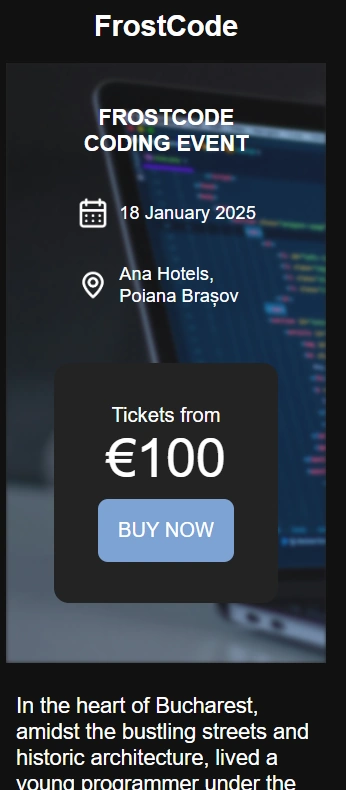 FrostCode
FROSTCODE
CODING EVENT
18 January 2025
Ana Hotels,
Poiana Brașov
Tickets from
€100
BUY NOW
In the heart of Bucharest,
amidst the bustling streets and
historic architecture, lived a
young programmer under the